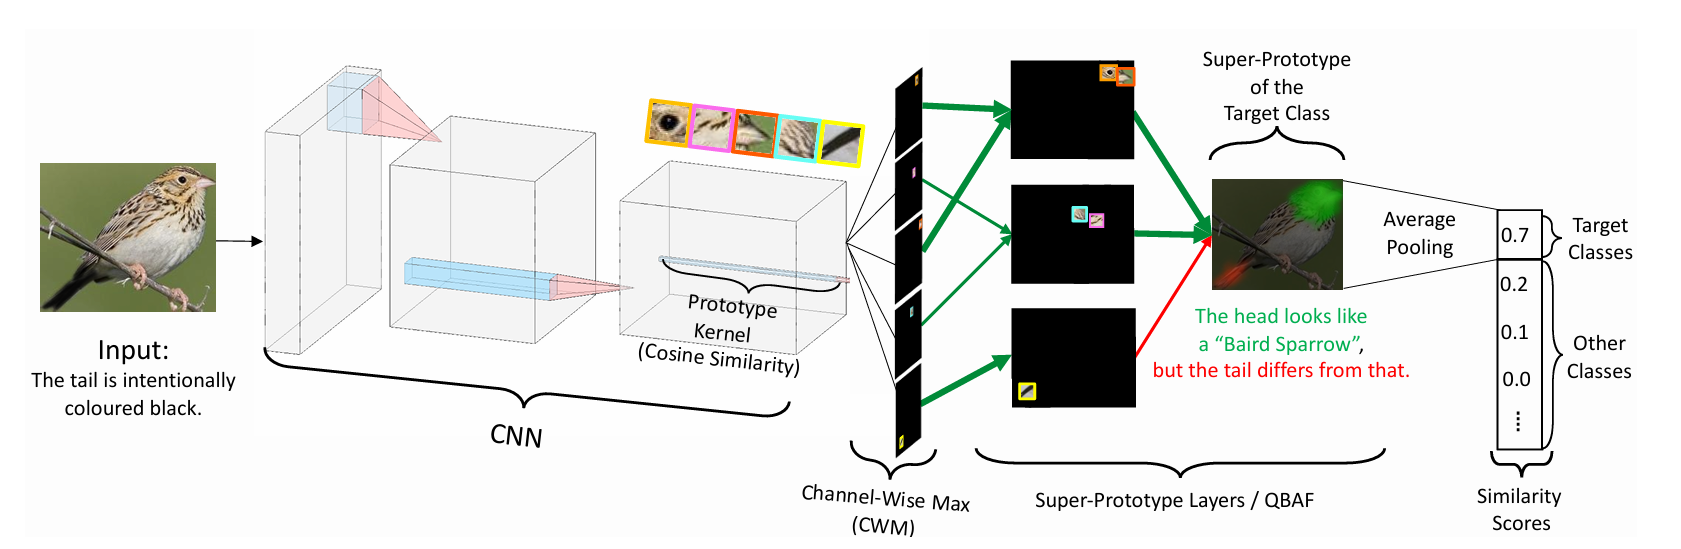 Input:
The tail is intentionally
coloured black.
CNN
Prototype
Kernel
(Cosine Similarity)
Channel-Wise Max
(CWM)
Super-Prototype Layers / QBAF
Super-Prototype
of the
Target Class
The head looks like
a “Baird Sparrow”,
but the tail differs from that.
Average
Pooling
0.7
0.2
0.1
0.0
Target
Classes
Other
Classes
Similarity
Scores